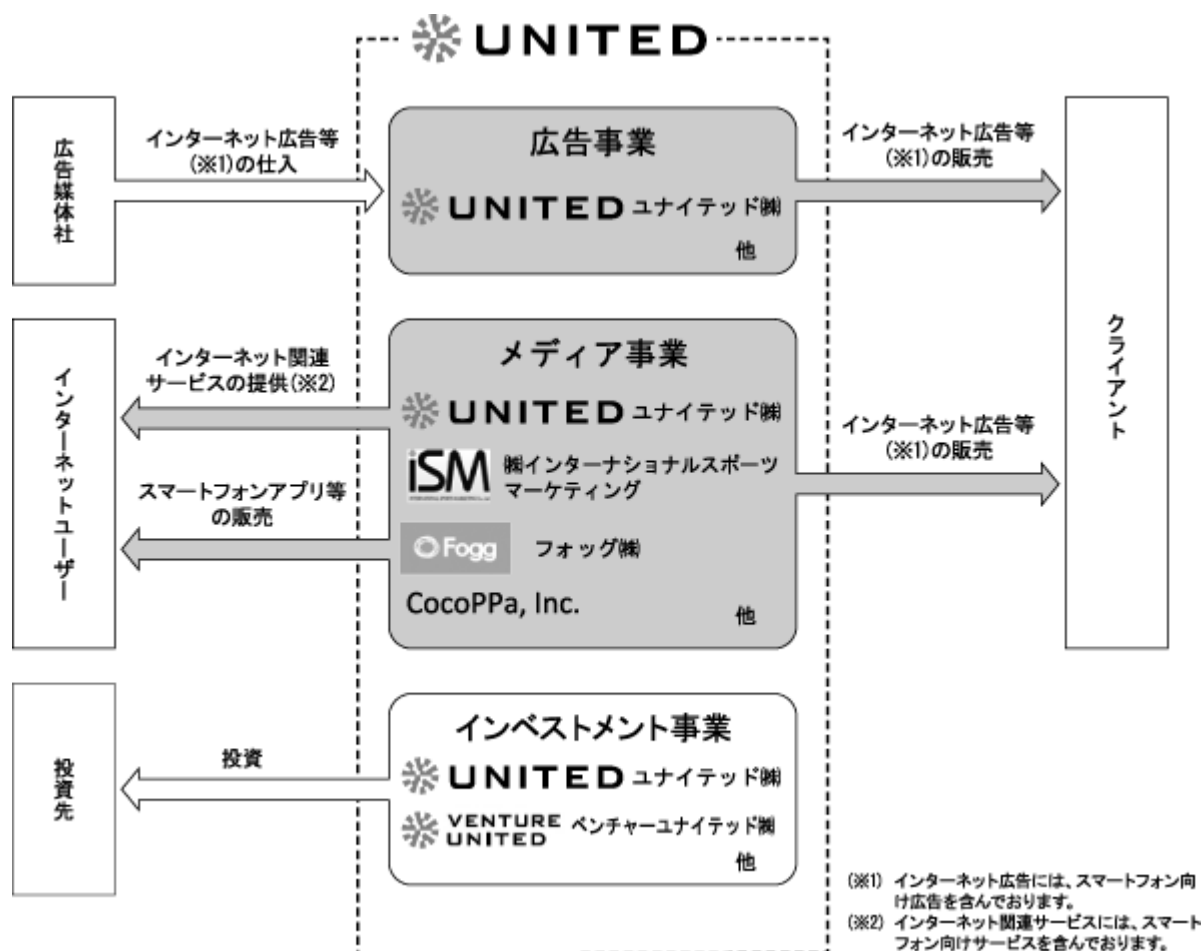 UNITED
広告媒体社
インターネット広告等
(※1)の仕入
広告事業
UNITED ユナイテッド㈱
他
インターネット広告等
(※1)の販売
クライアント
インターネットユーザー
インターネット関連
サービスの提供(※2)
スマートフォンアプリ等
の販売
メディア事業
UNITED ユナイテッド㈱
iSM ㈱インターナショナルスポーツ
マーケティング
Fogg フォッグ㈱
CocoPPa, Inc.
他
インターネット広告等
(※1)の販売
投資先
投資
インベストメント事業
UNITED ユナイテッド㈱
VENTURE
UNITED
ベンチャーユナイテッド㈱
他
(※1) インターネット広告には、スマートフォン向
け広告を含んでおります。
(※2) インターネット関連サービスには、スマート
フォン向けサービスを含んでおります。